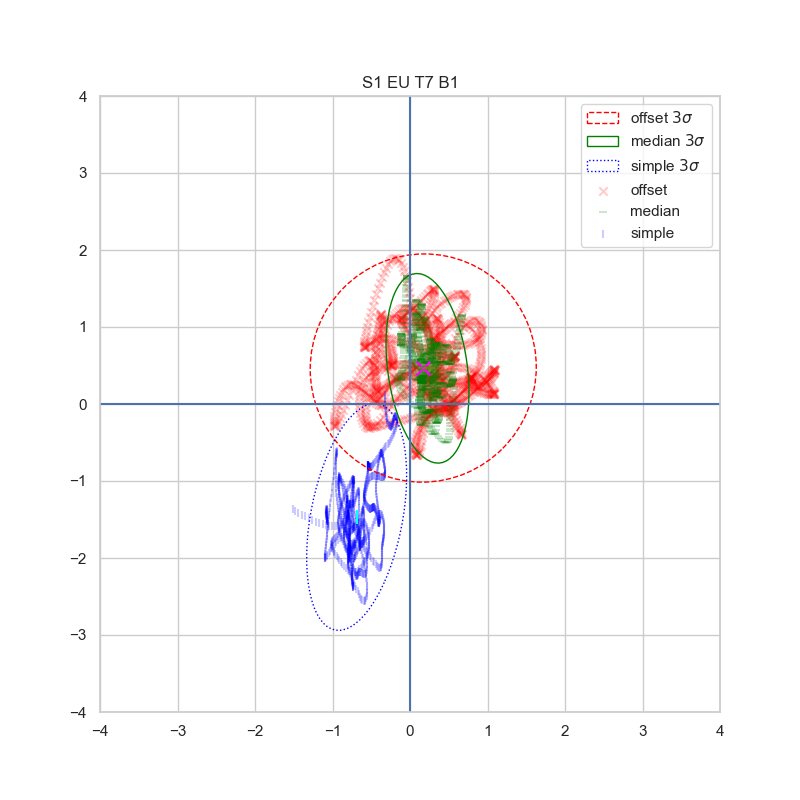 S1 EU T7 B1
offset 3σ
median 3σ
simple 3σ
offset
median
simple
4
3
2
1
0
−1
−2
−3
−4
−4 −3 −2 −1 0 1 2 3 4